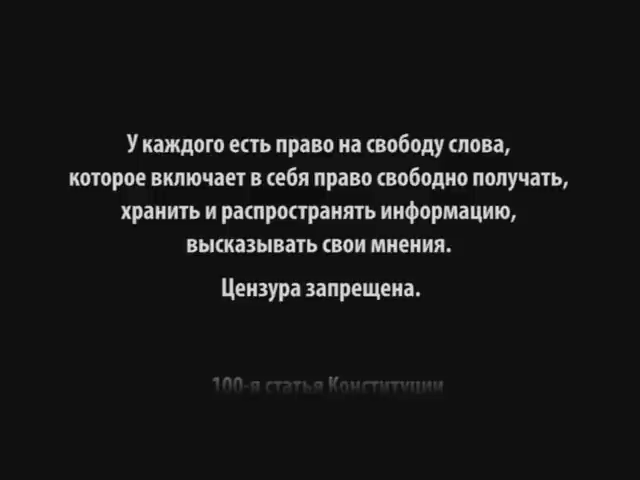 У каждого есть право на свободу слова,
которое включает в себя право свободно получать,
хранить и распространять информацию,
высказывать свои мнения.
Цензура запрещена.
100-я статья Конституции